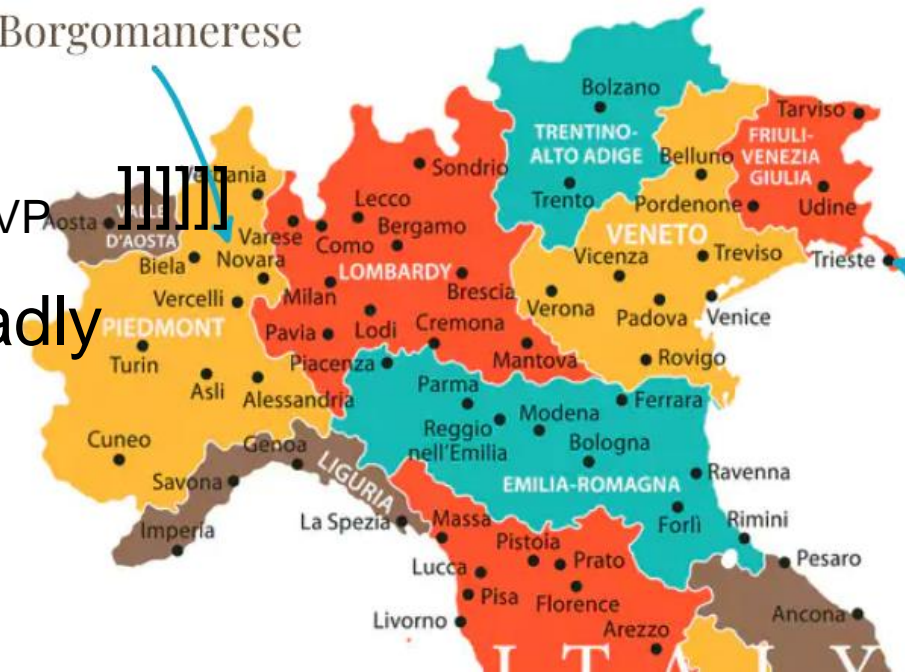 Borgomanerese
Bolzano
Tarviso
TRENTINO-
ALTO ADIGE
FRIULI-
VENEZIA
GIULIA
Belluno
Sondrio
]]]]]]
VP
Aosta
VALLE
D'AOSTA
Lecco
Trento
Pordenone
Udine
Bergamo
Varese
Como
VENETO
Biela
Novara
LOMBARDY
Vicenza
Treviso
Trieste
Vercelli
Milan
Brescia
Verona
Padova
Venice
adly
PIEDMONT
Pavia
Lodi
Cremona
Turin
Piacenza
Mantova
Rovigo
Asli
Alessandria
Parma
Ferrara
Modena
Reggio
nell'Emilia
Bologna
Cuneo
Genoa
LIGURIA
Savona
EMILIA-ROMAGNA
Ravenna
Imperia
La Spezia
Massa
Forlì
Rimini
Pistoia
Prato
Pesaro
Lucca
Pisa
Florence
Livorno
Arezzo
Ancona
ITALY